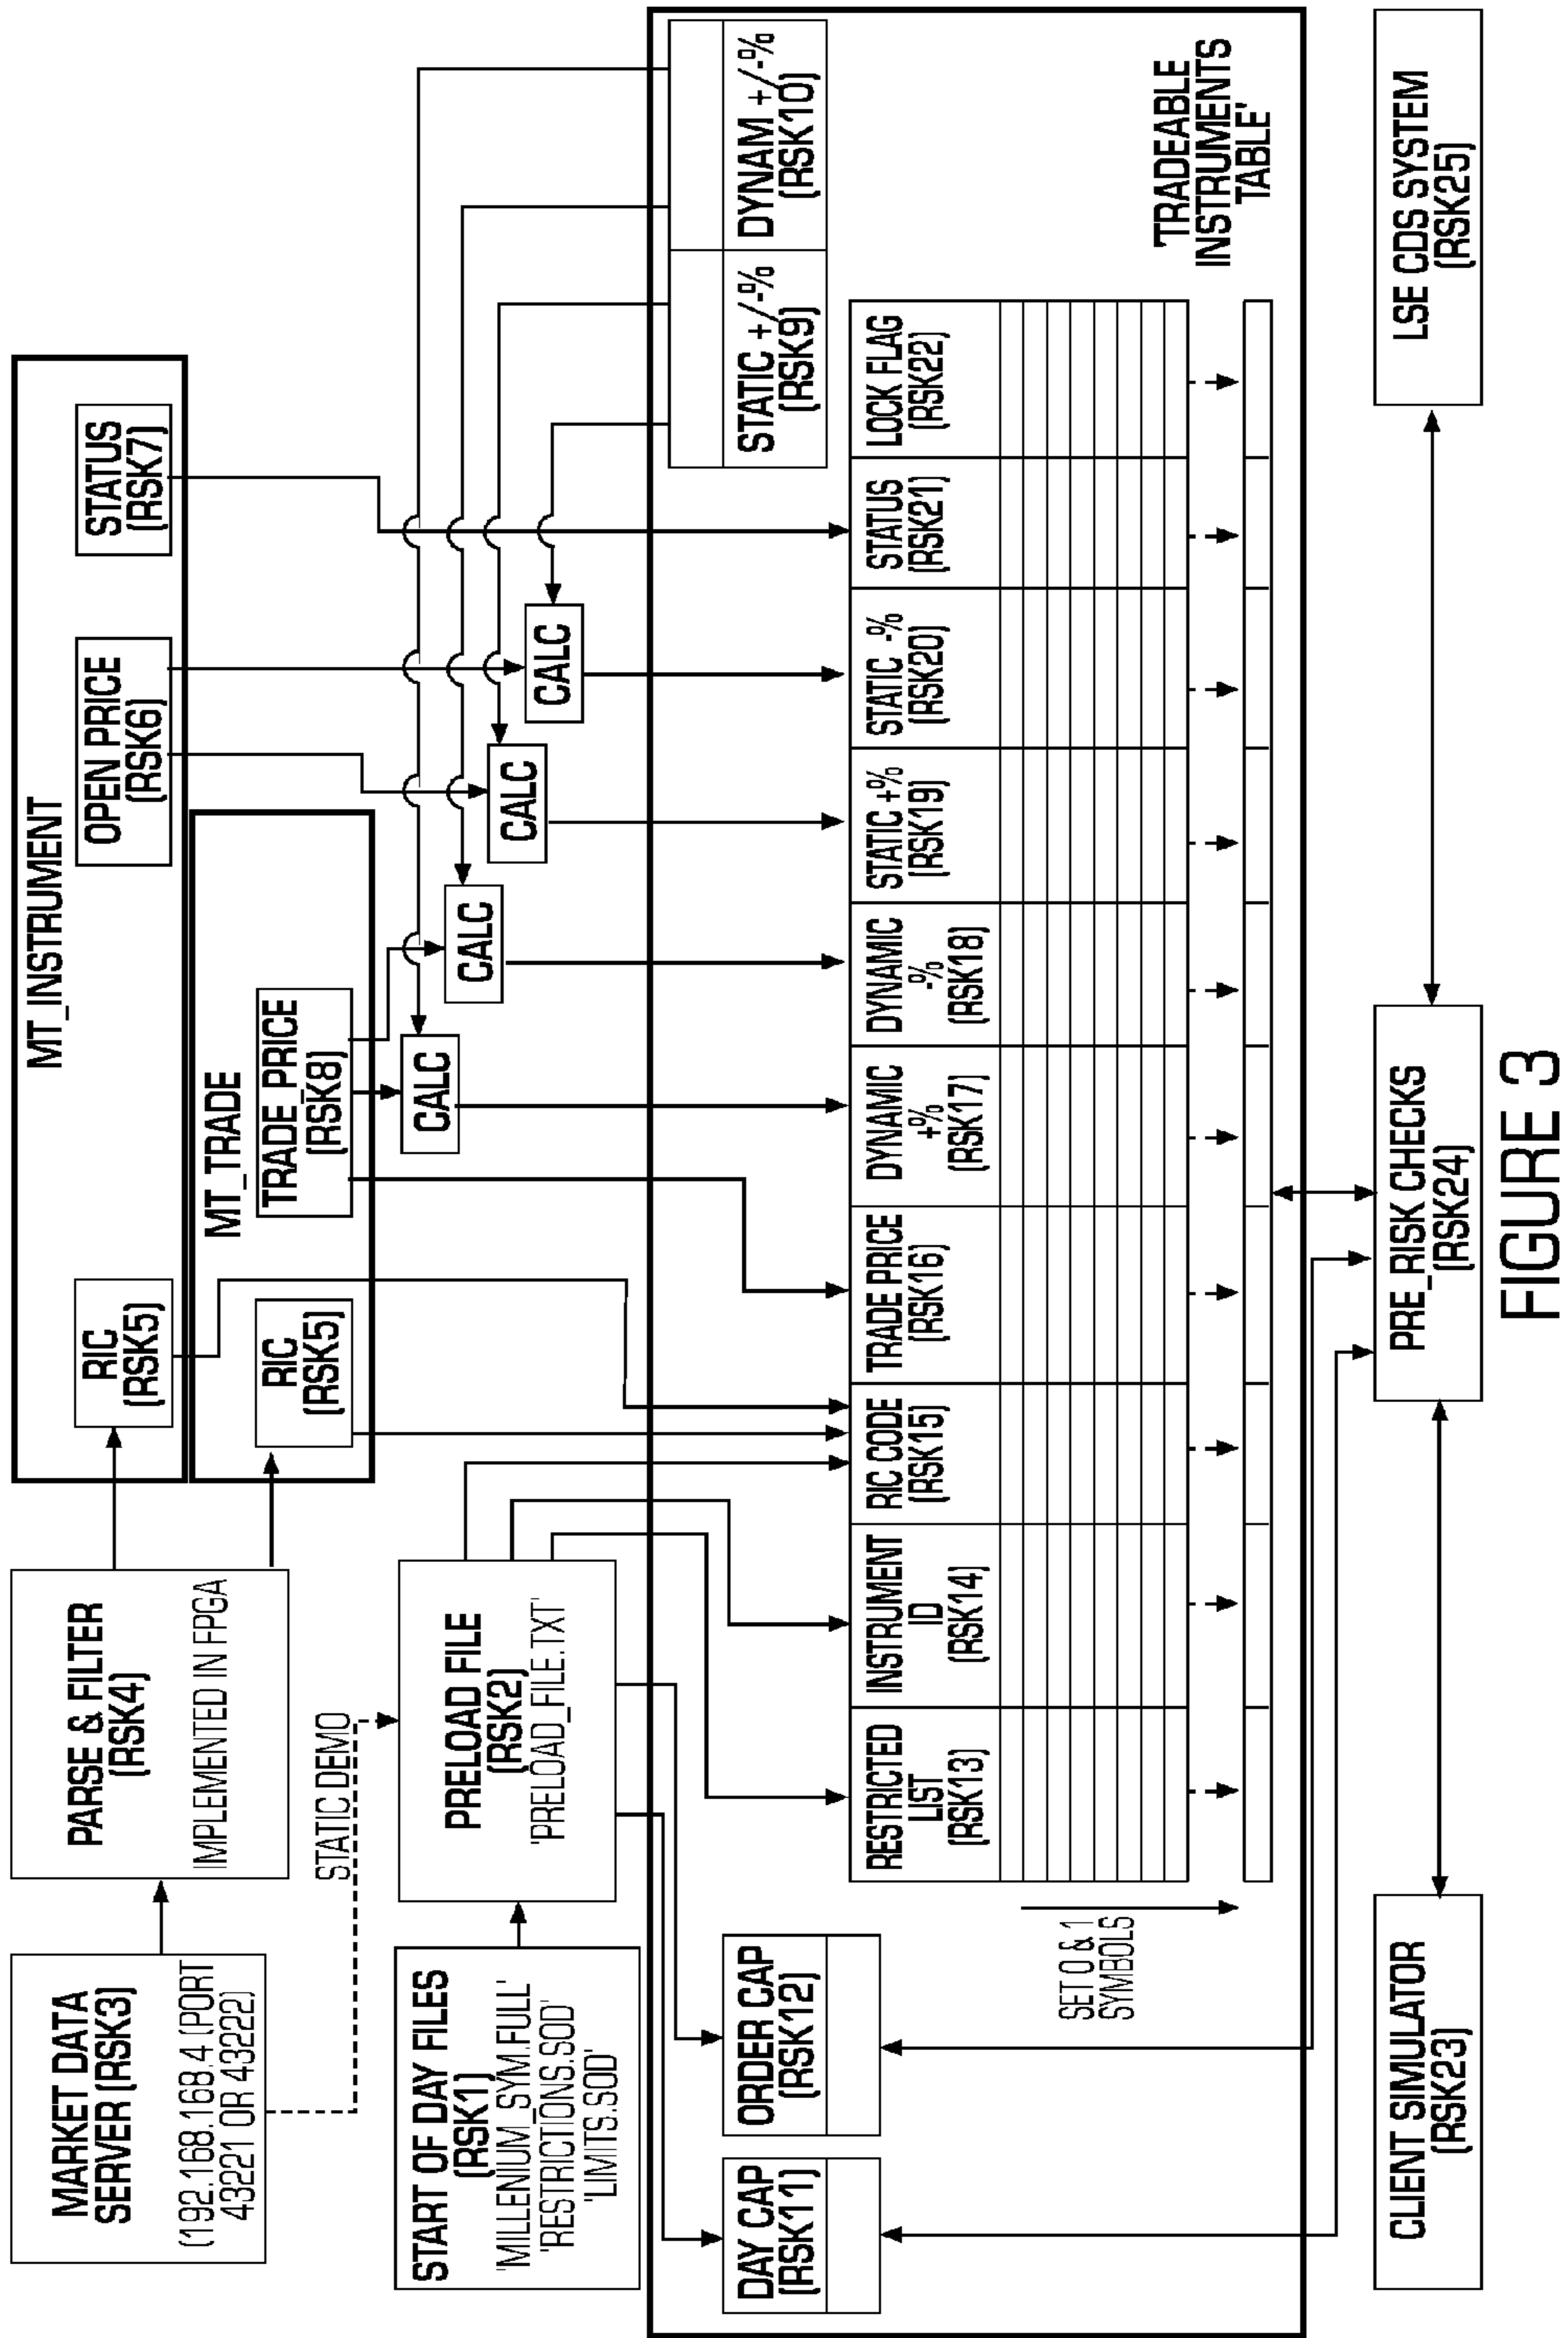 MARKET DATA
SERVER (RSK3)
(192.168.168.4 (PORT
43221 OR 43222)
PARSE & FILTER
(RSK4)
IMPLEMENTED IN FPGA
MT_INSTRUMENT
RIC
(RSK5)
OPEN PRICE
(RSK6)
STATUS
(RSK7)
MT_TRADE
RIC
(RSK5)
TRADE_PRICE
(RSK8)
STATIC DEMO
START OF DAY FILES
(RSK1)
'MILLENIUM_SYM.FULL'
'RESTRICTIONS.SOD'
'LIMITS.SOD'
PRELOAD FILE
(RSK2)
'PRELOAD_FILE.TXT'
CALC
CALC
CALC
CALC
DAY CAP
(RSK11)
ORDER CAP
(RSK12)
STATIC +/-%
(RSK9)
DYNAM +/-%
(RSK10)
RESTRICTED
LIST
(RSK13)
INSTRUMENT
ID
(RSK14)
RIC CODE
(RSK15)
TRADE PRICE
(RSK16)
DYNAMIC
+%
(RSK17)
DYNAMIC
-%
(RSK18)
STATIC +%
(RSK19)
STATIC -%
(RSK20)
STATUS
(RSK21)
LOCK FLAG
(RSK22)
SET 0 & 1
SYMBOLS
'TRADEABLE
INSTRUMENTS
TABLE'
CLIENT SIMULATOR
(RSK23)
PRE_RISK CHECKS
(RSK24)
LSE CDS SYSTEM
(RSK25)
FIGURE 3